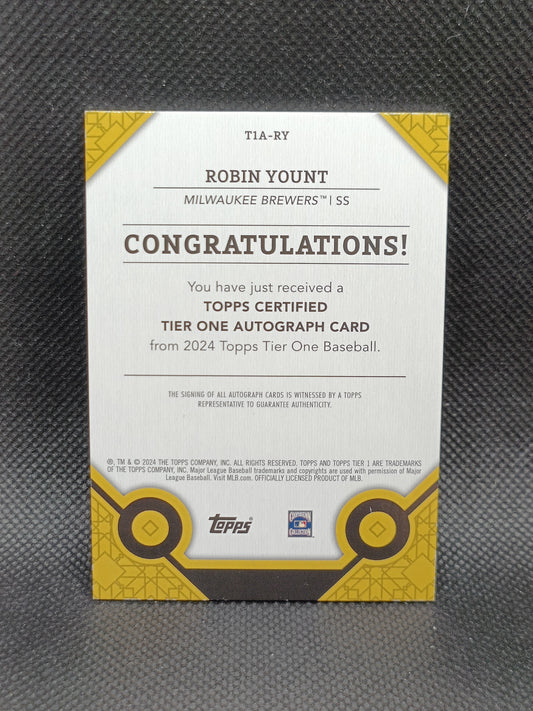 T1A-RY
ROBIN YOUNT
MILWAUKEE BREWERS™ | SS
CONGRATULATIONS!
You have just received a
TOPPS CERTIFIED
TIER ONE AUTOGRAPH CARD
from 2024 Topps Tier One Baseball.
THE SIGNING OF ALL AUTOGRAPH CARDS IS WITNESSED BY A TOPPS
REPRESENTATIVE TO GUARANTEE AUTHENTICITY.
®, TM & © 2024 THE TOPPS COMPANY, INC. ALL RIGHTS RESERVED. TOPPS AND TOPPS TIER 1 ARE TRADEMARKS
OF THE TOPPS COMPANY, INC. Major League Baseball trademarks and copyrights are used with permission of Major
League Baseball. Visit MLB.com. OFFICIALLY LICENSED PRODUCT OF MLB.
topps®